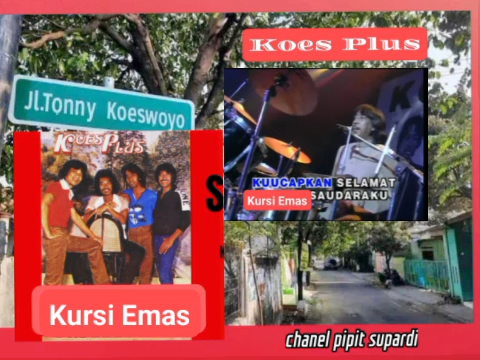 Koes Plus
Jl.Tonny Koeswoyo
KOES PLUS
KUUCAPKAN SELAMAT
SAUDARAKU
Kursi Emas
Kursi Emas
chanel pipit supardi